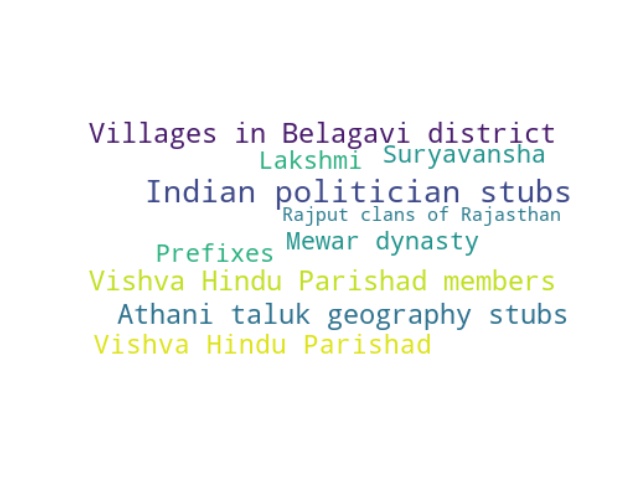 Villages in Belagavi district
Lakshmi
Suryavansha
Indian politician stubs
Rajput clans of Rajasthan
Mewar dynasty
Prefixes
Vishva Hindu Parishad members
Athani taluk geography stubs
Vishva Hindu Parishad